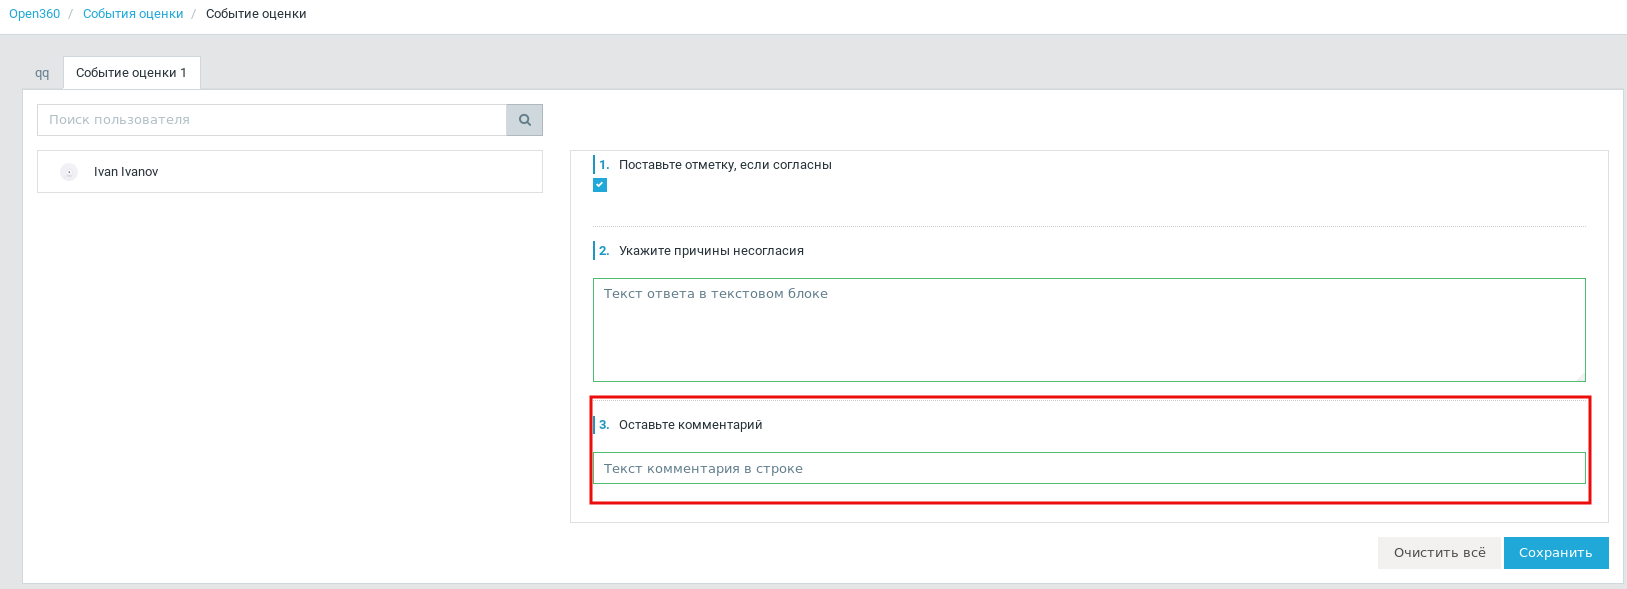 Open360 / События оценки / Событие оценки
qq Событие оценки 1
Поиск пользователя
Ivan Ivanov
1. Поставьте отметку, если согласны
2. Укажите причины несогласия
Текст ответа в текстовом блоке
3. Оставьте комментарий
Текст комментария в строке
Очистить всё Сохранить